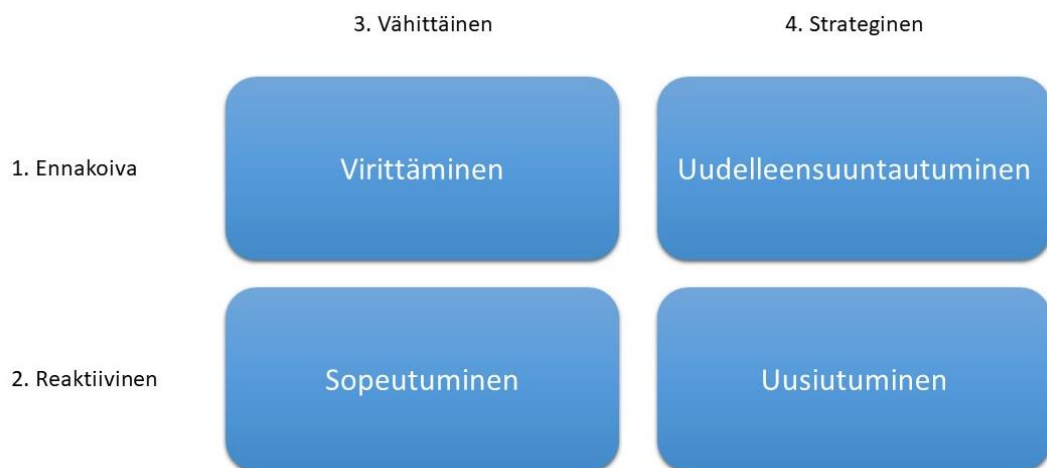 3. Vähittäinen
4. Strateginen
1. Ennakoiva
Virittäminen
Uudelleensuuntautuminen
2. Reaktiivinen
Sopeutuminen
Uusiutuminen